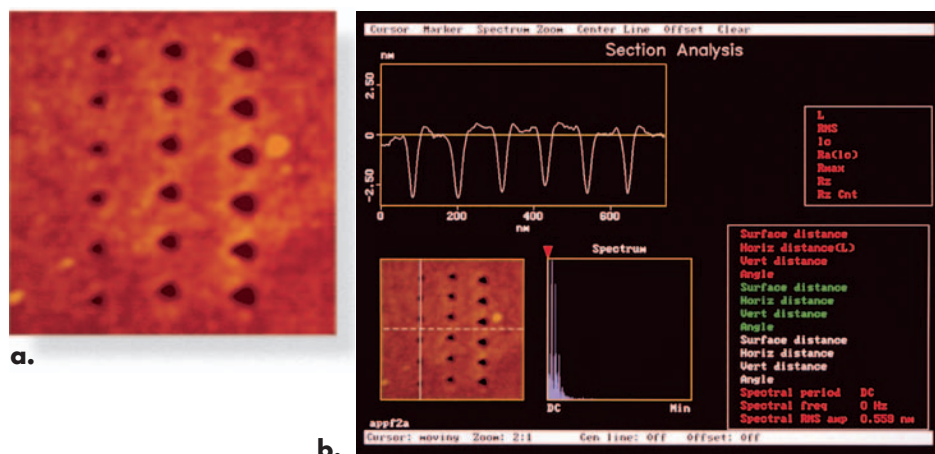 a.
Cursor Marker Spectrum Zoom Center Line Offset Clear
Section Analysis
nm
2.50
0
-2.50
0 200 400 600
nm
L
RMS
lc
Ra(lc)
Rmax
Rz
Rz Cnt
Spectrum
DC Min
Surface distance
Horiz distance(L)
Vert distance
Angle
Surface distance
Horiz distance
Vert distance
Angle
Surface distance
Horiz distance
Vert distance
Angle
Spectral period DC
Spectral freq 0 Hz
Spectral RMS amp 0.559 nm
appf2a
Cursor: moving Zoom: 2:1 Cen line: Off Offset: Off
b.